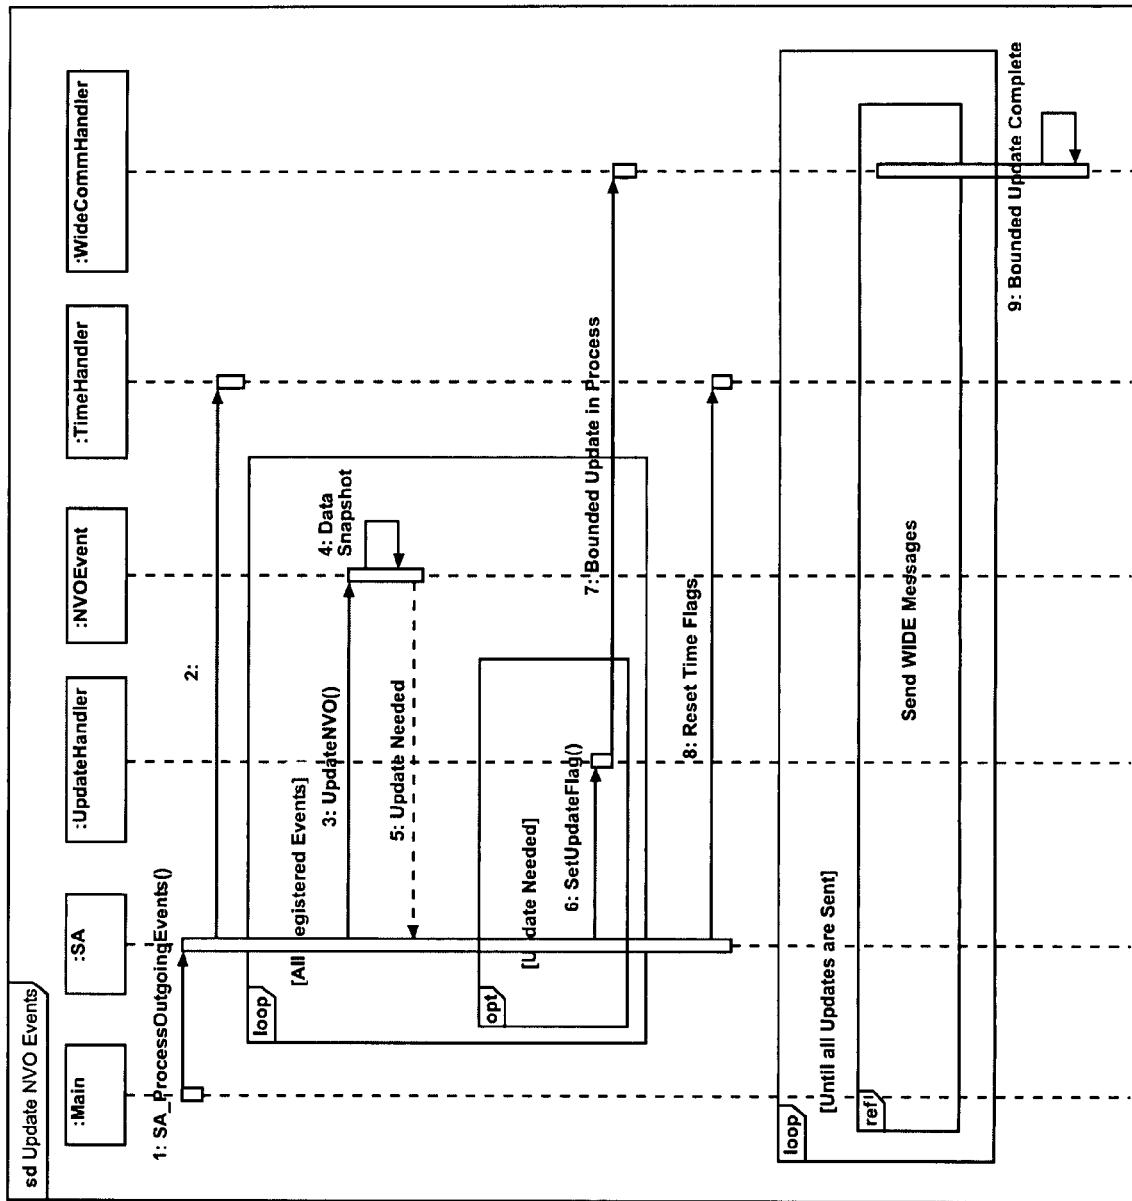 sd Update NVO Events
:Main
:SA
:UpdateHandler
:NVOEvent
:TimeHandler
:WideCommHandler
1: SA_ProcessOutgoingEvents()
2:
loop
[All
egistered Events]
3: UpdateNVO()
4: Data
Snapshot
5: Update Needed
opt
[U
date Needed]
6: SetUpdateFlag()
7: Bounded Update in Process
8: Reset Time Flags
loop
[Until all Updates are Sent]
ref
Send WIDE Messages
9: Bounded Update Complete